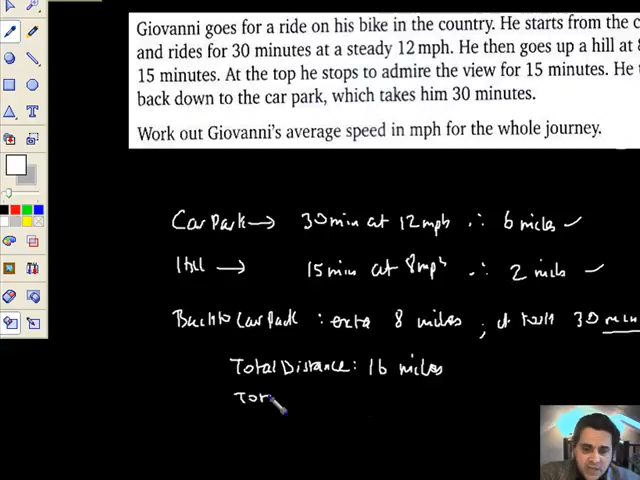 Giovanni goes for a ride on his bike in the country. He starts from the c
and rides for 30 minutes at a steady 12 mph. He then goes up a hill at 8
15 minutes. At the top he stops to admire the view for 15 minutes. He t
back down to the car park, which takes him 30 minutes.
Work out Giovanni's average speed in mph for the whole journey.
Car Park → 30min at 12mph ∴ 6 miles ✓
Hill → 15min at 8mph ∴ 2 miles ✓
Back to Car Park : extra 8 miles ; it took 30 min
Total Distance: 16 miles
Tot